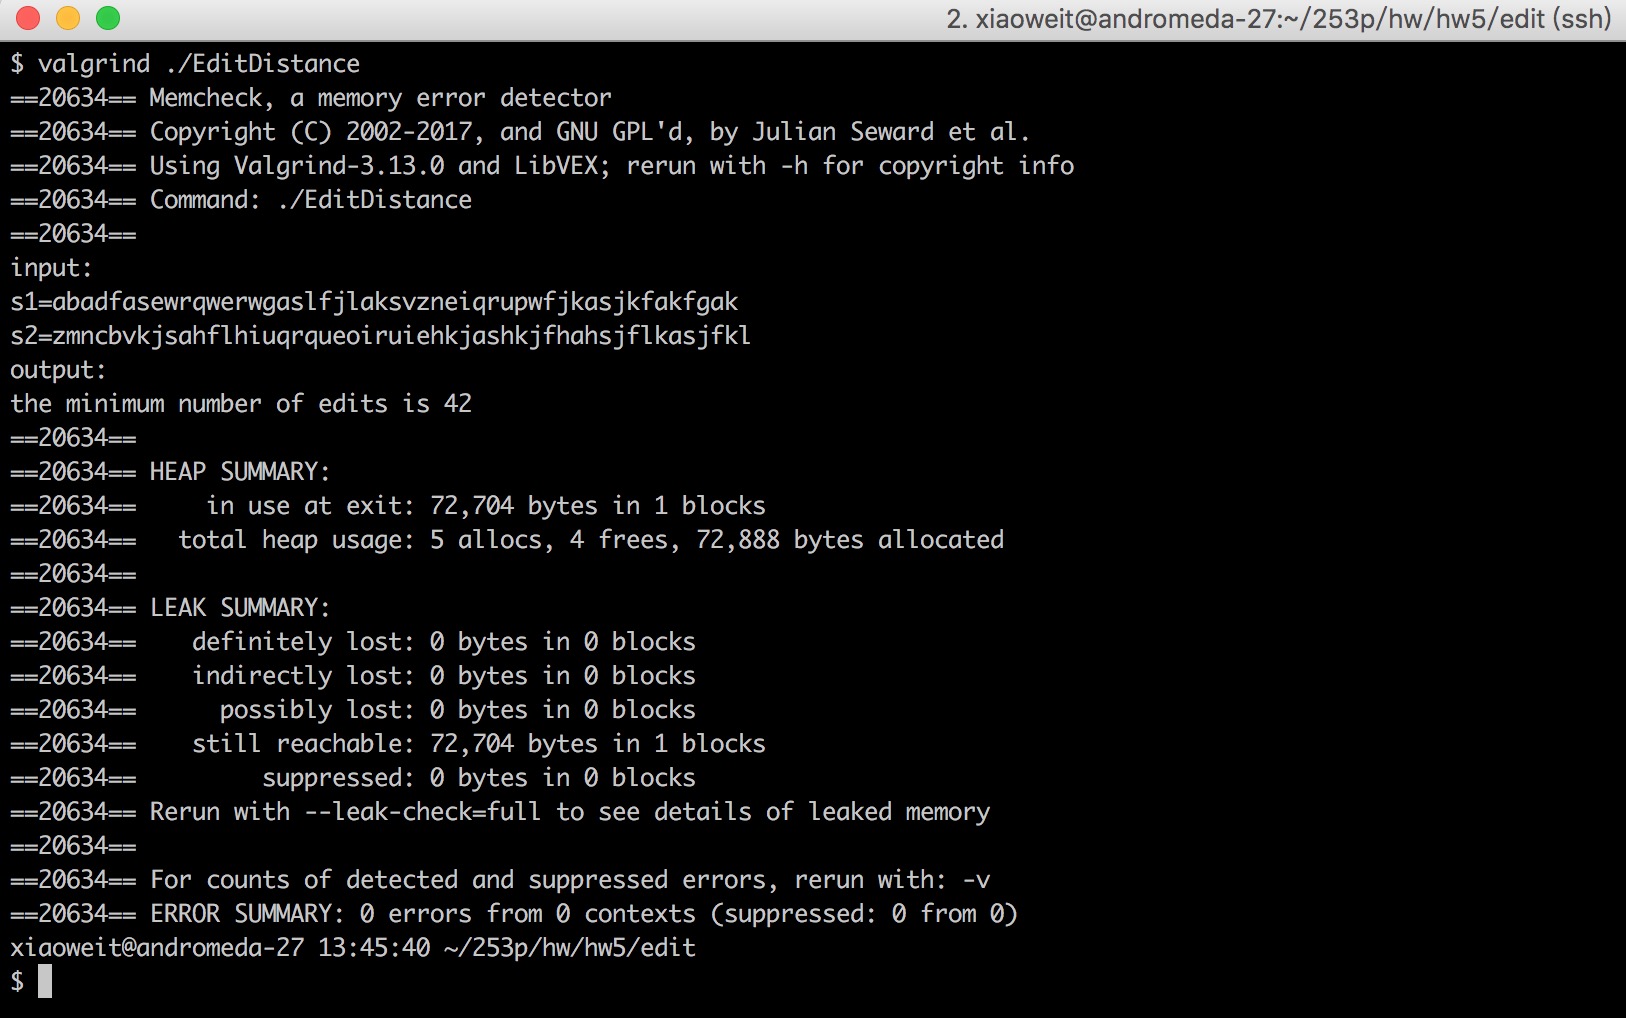 2. xiaoweit@andromeda-27:~/253p/hw/hw5/edit (ssh)
$ valgrind ./EditDistance
==20634== Memcheck, a memory error detector
==20634== Copyright (C) 2002-2017, and GNU GPL'd, by Julian Seward et al.
==20634== Using Valgrind-3.13.0 and LibVEX; rerun with -h for copyright info
==20634== Command: ./EditDistance
==20634==
input:
s1=abadfasewrqwerwgaslfjlaksvzneiqrupwfjkasjkfakfgak
s2=zmncbvkjsahflhiuqrqueoiruiehkjashkjfhahsjflkasjfkl
output:
the minimum number of edits is 42
==20634==
==20634== HEAP SUMMARY:
==20634==     in use at exit: 72,704 bytes in 1 blocks
==20634==   total heap usage: 5 allocs, 4 frees, 72,888 bytes allocated
==20634==
==20634== LEAK SUMMARY:
==20634==    definitely lost: 0 bytes in 0 blocks
==20634==    indirectly lost: 0 bytes in 0 blocks
==20634==      possibly lost: 0 bytes in 0 blocks
==20634==    still reachable: 72,704 bytes in 1 blocks
==20634==         suppressed: 0 bytes in 0 blocks
==20634== Rerun with --leak-check=full to see details of leaked memory
==20634==
==20634== For counts of detected and suppressed errors, rerun with: -v
==20634== ERROR SUMMARY: 0 errors from 0 contexts (suppressed: 0 from 0)
xiaoweit@andromeda-27 13:45:40 ~/253p/hw/hw5/edit
$